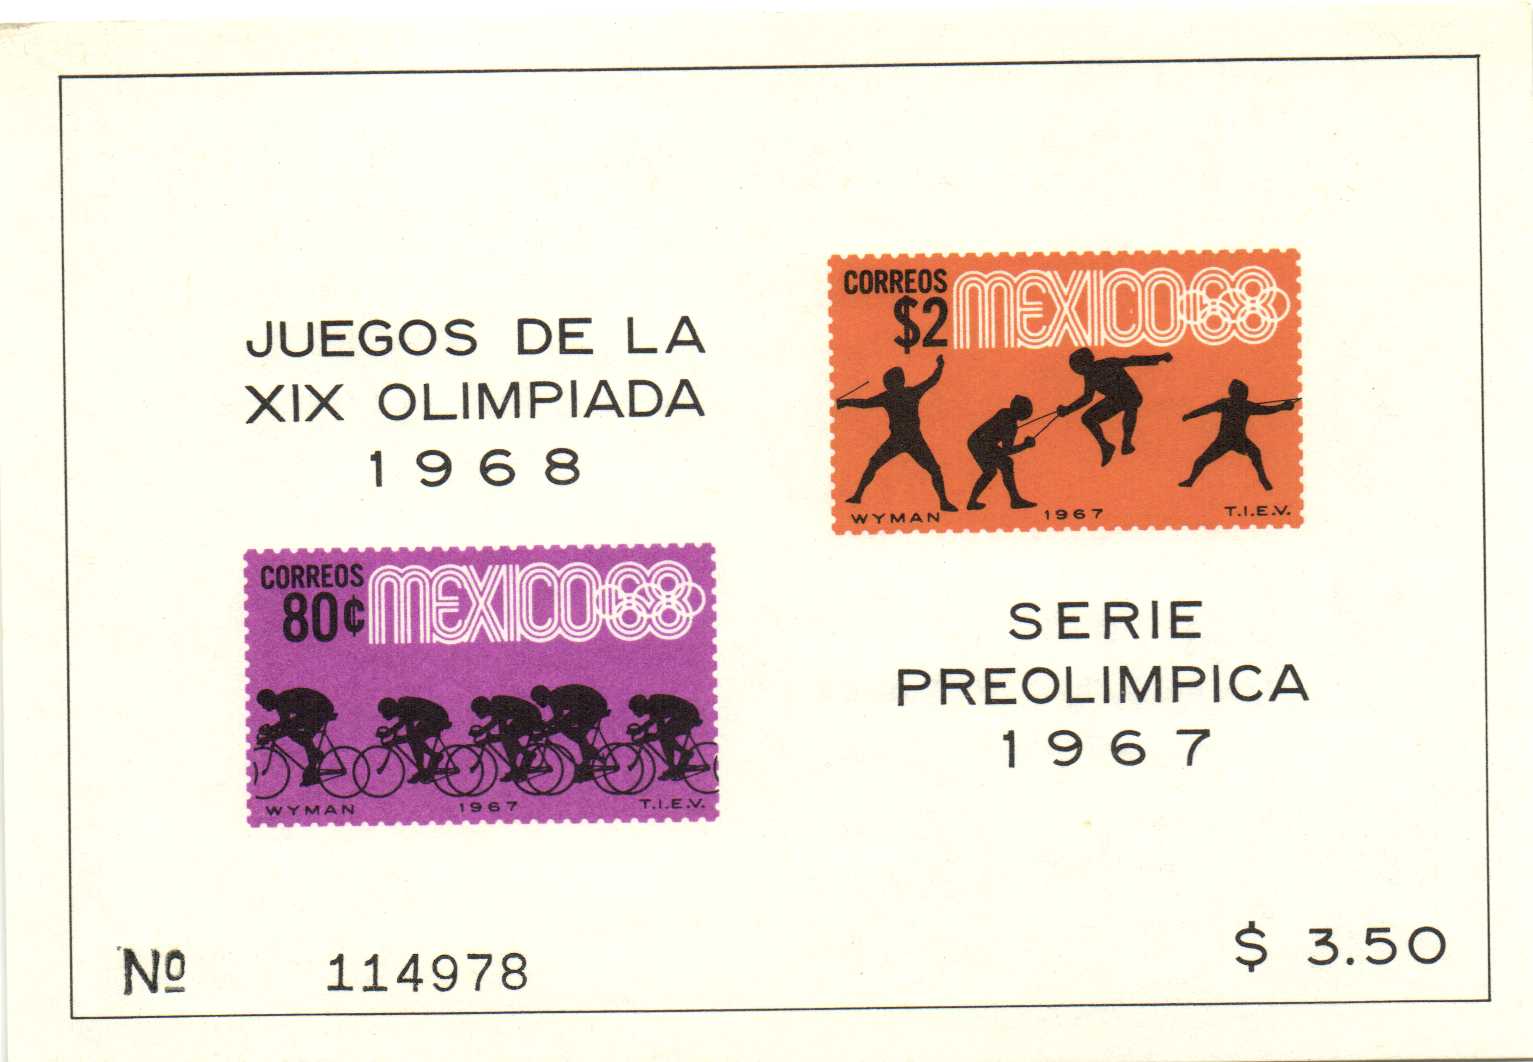 JUEGOS DE LA
XIX OLIMPIADA
1968
CORREOS
80¢
MEXICO68
WYMAN 1967 T.I.E.V.
CORREOS
$2
MEXICO68
WYMAN 1967 T.I.E.V.
SERIE
PREOLIMPICA
1967
Nº 114978
$ 3.50